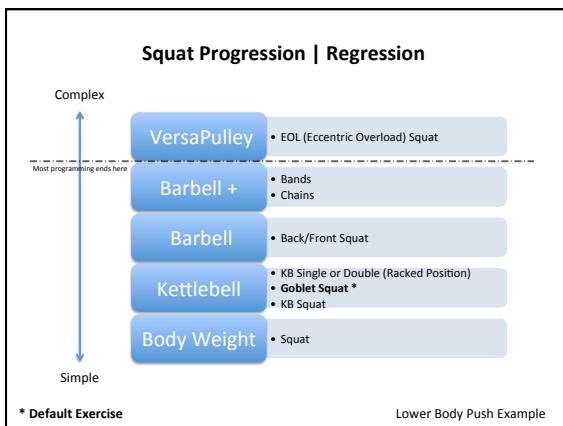 Squat Progression | Regression
Complex
VersaPulley
• EOL (Eccentric Overload) Squat
Most programming ends here
Barbell +
• Bands
• Chains
Barbell
• Back/Front Squat
Kettlebell
• KB Single or Double (Racked Position)
• Goblet Squat *
• KB Squat
Body Weight
• Squat
Simple
* Default Exercise
Lower Body Push Example